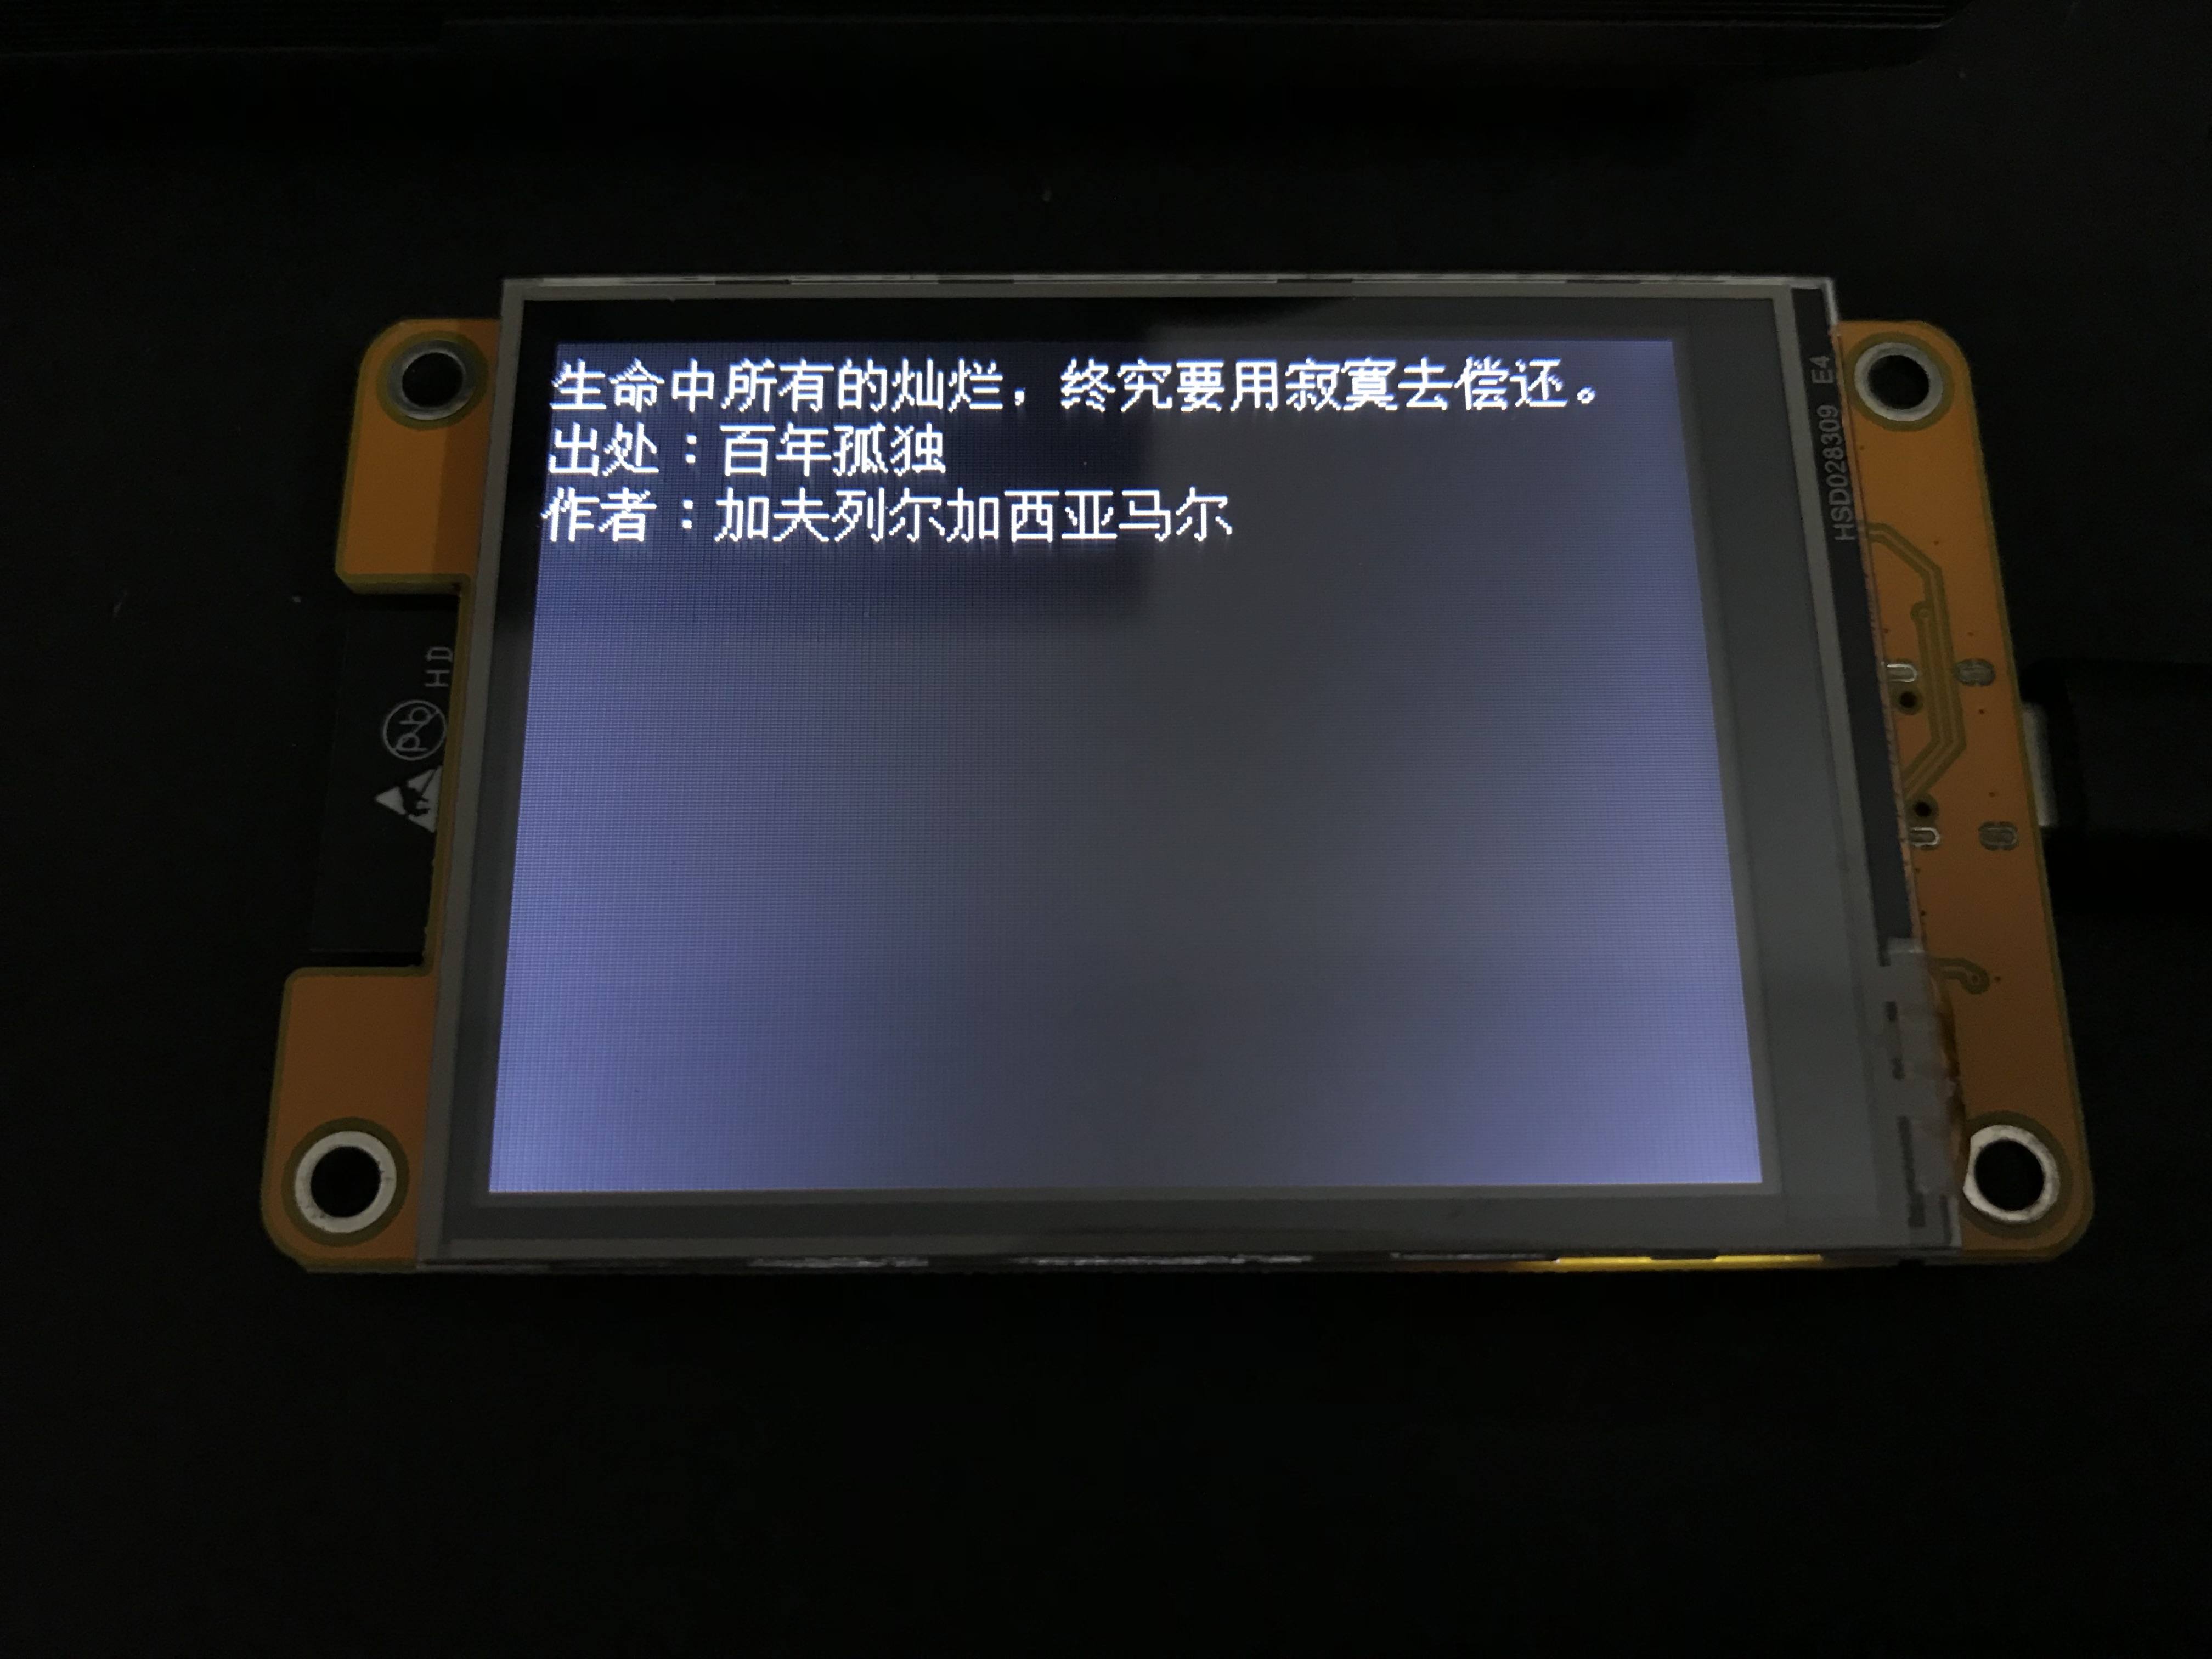 生命中所有的灿烂，终究要用寂寞去偿还。
出处：百年孤独
作者：加夫列尔加西亚马尔
HSD028309 E4
HD
Pb